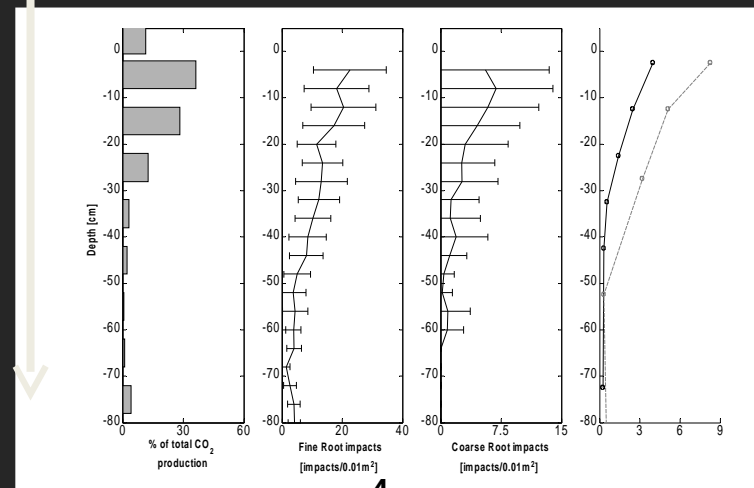 0 0 0 0
-10 -10 -10 -10
-20 -20 -20 -20
-30 -30 -30 -30
Depth [cm]
-40 -40 -40 -40
-50 -50 -50 -50
-60 -60 -60 -60
-70 -70 -70 -70
-80 -80 -80 -80
0 30 60 0 20 40 0 7.5 15 0 3 6 9
% of total CO2
production
Fine Root impacts
[impacts/0.01m²]
Coarse Root impacts
[impacts/0.01m²]